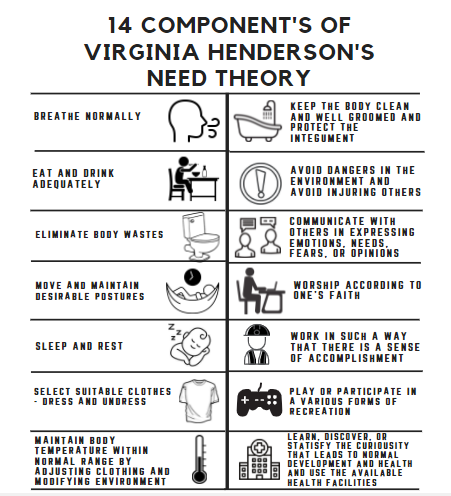 14 COMPONENT'S OF
VIRGINIA HENDERSON'S
NEED THEORY
BREATHE NORMALLY
KEEP THE BODY CLEAN
AND WELL GROOMED AND
PROTECT THE
INTEGUMENT
EAT AND DRINK
ADEQUATELY
AVOID DANGERS IN THE
ENVIRONMENT AND
AVOID INJURING OTHERS
ELIMINATE BODY WASTES
COMMUNICATE WITH
OTHERS IN EXPRESSING
EMOTIONS, NEEDS,
FEARS, OR OPINIONS
MOVE AND MAINTAIN
DESIRABLE POSTURES
WORSHIP ACCORDING TO
ONE'S FAITH
SLEEP AND REST
Z Z Z
WORK IN SUCH A WAY
THAT THERE IS A SENSE
OF ACCOMPLISHMENT
SELECT SUITABLE CLOTHES
- DRESS AND UNDRESS
PLAY OR PARTICIPATE IN
A VARIOUS FORMS OF
RECREATION
MAINTAIN BODY
TEMPERATURE WITHIN
NORMAL RANGE BY
ADJUSTING CLOTHING AND
MODIFYING ENVIRONMENT
LEARN, DISCOVER, OR
STATISFY THE CURIOUSITY
THAT LEADS TO NORMAL
DEVELOPMENT AND HEALTH
AND USE THE AVAILABLE
HEALTH FACILITIES